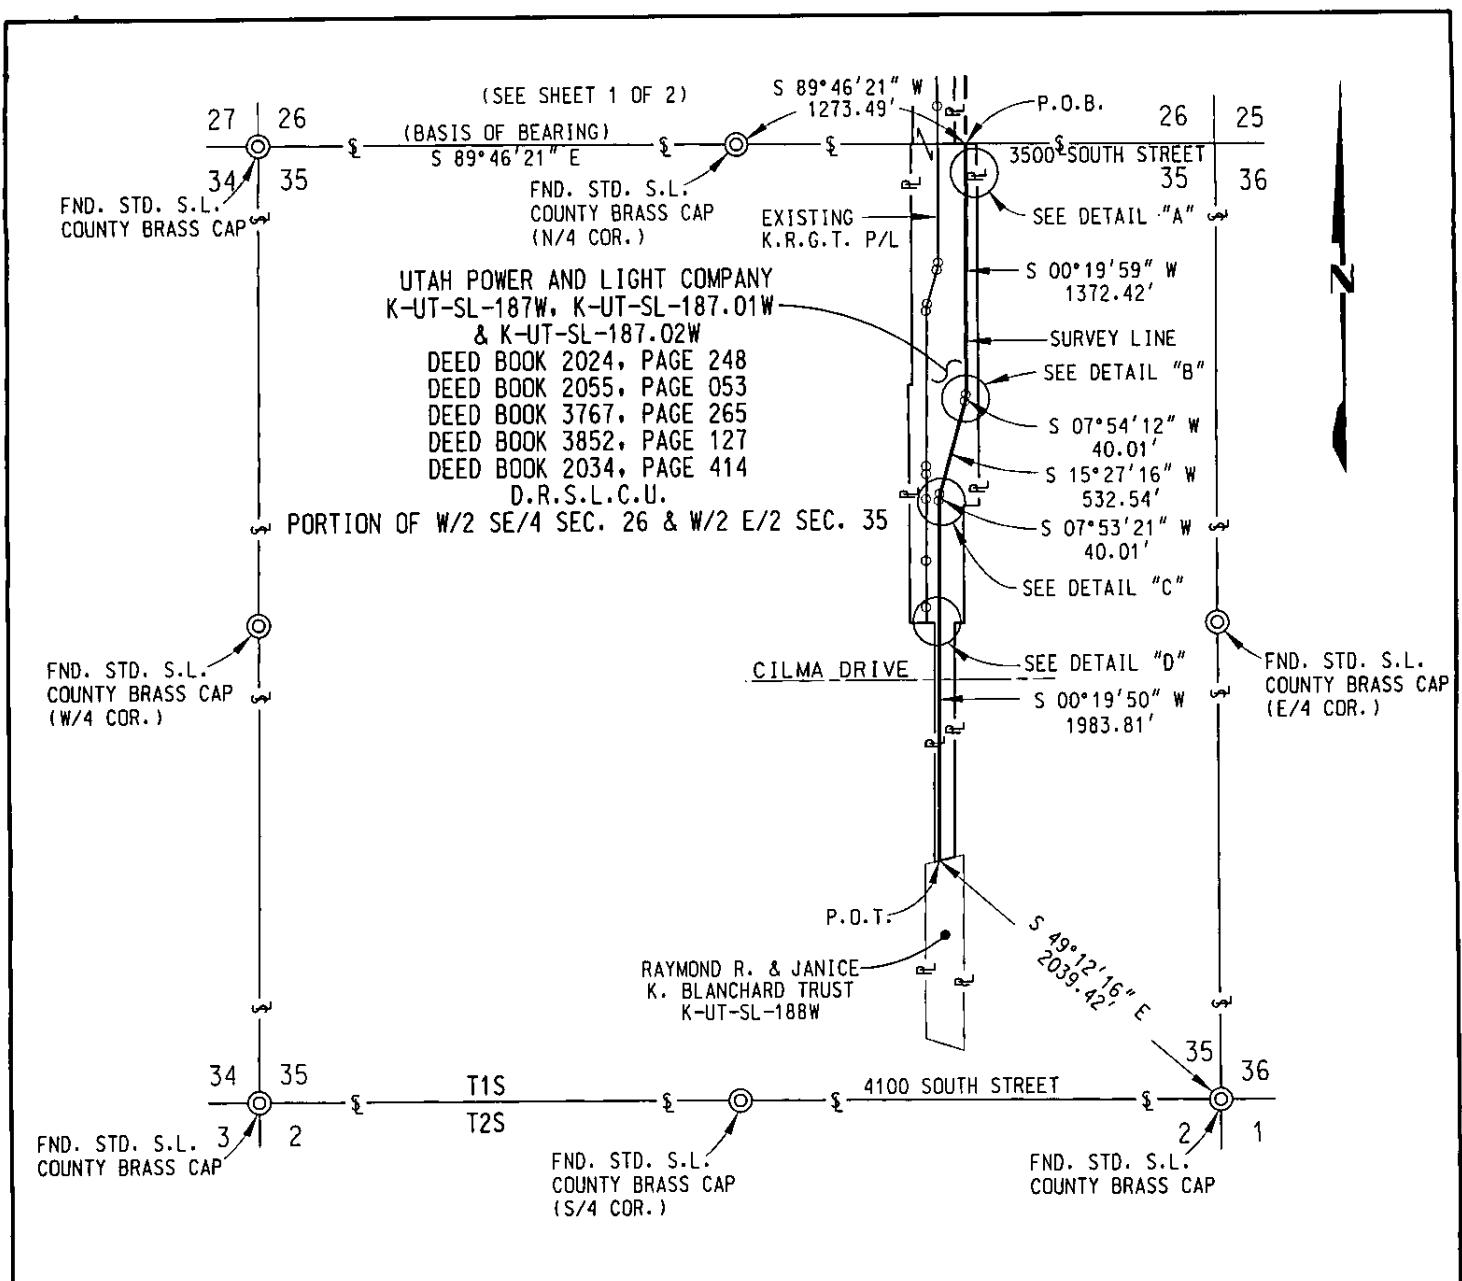 (SEE SHEET 1 OF 2)
S 89°46'21" W
1273.49'
P.O.B.
27 26
26 25
(BASIS OF BEARING)
S 89°46'21" E
3500 SOUTH STREET
34 35
35 36
FND. STD. S.L.
COUNTY BRASS CAP
FND. STD. S.L.
COUNTY BRASS CAP
(N/4 COR.)
EXISTING
K.R.G.T. P/L
SEE DETAIL "A"
UTAH POWER AND LIGHT COMPANY
K-UT-SL-187W, K-UT-SL-187.01W
& K-UT-SL-187.02W
DEED BOOK 2024, PAGE 248
DEED BOOK 2055, PAGE 053
DEED BOOK 3767, PAGE 265
DEED BOOK 3852, PAGE 127
DEED BOOK 2034, PAGE 414
D.R.S.L.C.U.
PORTION OF W/2 SE/4 SEC. 26 & W/2 E/2 SEC. 35
S 00°19'59" W
1372.42'
SURVEY LINE
SEE DETAIL "B"
S 07°54'12" W
40.01'
S 15°27'16" W
532.54'
S 07°53'21" W
40.01'
SEE DETAIL "C"
N
FND. STD. S.L.
COUNTY BRASS CAP
(W/4 COR.)
CILMA DRIVE
SEE DETAIL "D"
S 00°19'50" W
1983.81'
FND. STD. S.L.
COUNTY BRASS CAP
(E/4 COR.)
P.O.T.
S 49°12'16" E
2039.42'
RAYMOND R. & JANICE
K. BLANCHARD TRUST
K-UT-SL-188W
34 35
35 36
T1S
4100 SOUTH STREET
T2S
3 2
2 1
FND. STD. S.L.
COUNTY BRASS CAP
FND. STD. S.L.
COUNTY BRASS CAP
(S/4 COR.)
FND. STD. S.L.
COUNTY BRASS CAP